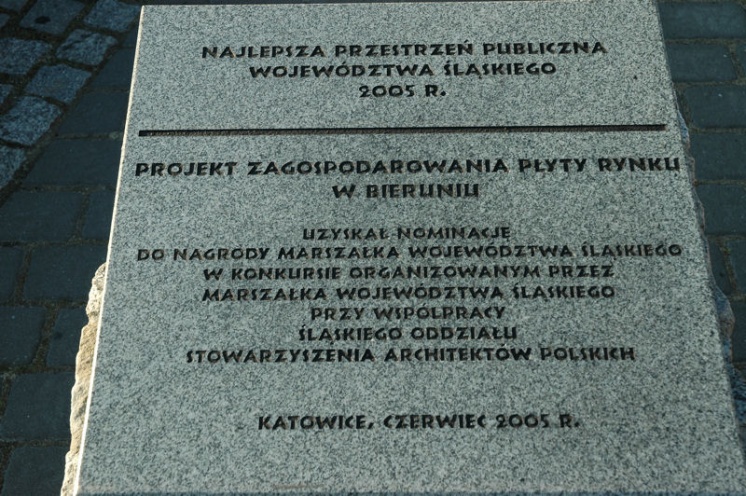 NAJLEPSZA PRZESTRZEŃ PUBLICZNA
WOJEWÓDZTWA ŚLĄSKIEGO
2005 R.
PROJEKT ZAGOSPODAROWANIA PŁYTY RYNKU
W BIERUNIU
UZYSKAŁ NOMINACJĘ
DO NAGRODY MARSZAŁKA WOJEWÓDZTWA ŚLĄSKIEGO
W KONKURSIE ORGANIZOWANYM PRZEZ
MARSZAŁKA WOJEWÓDZTWA ŚLĄSKIEGO
PRZY WSPÓŁPRACY
ŚLĄSKIEGO ODDZIAŁU
STOWARZYSZENIA ARCHITEKTÓW POLSKICH
KATOWICE, CZERWIEC 2005 R.